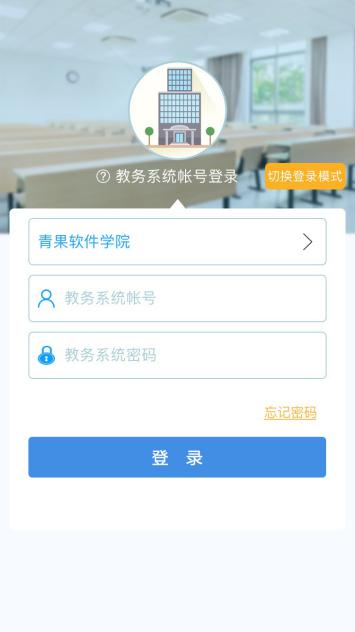 教务系统帐号登录
切换登录模式
青果软件学院
教务系统帐号
教务系统密码
忘记密码
登 录